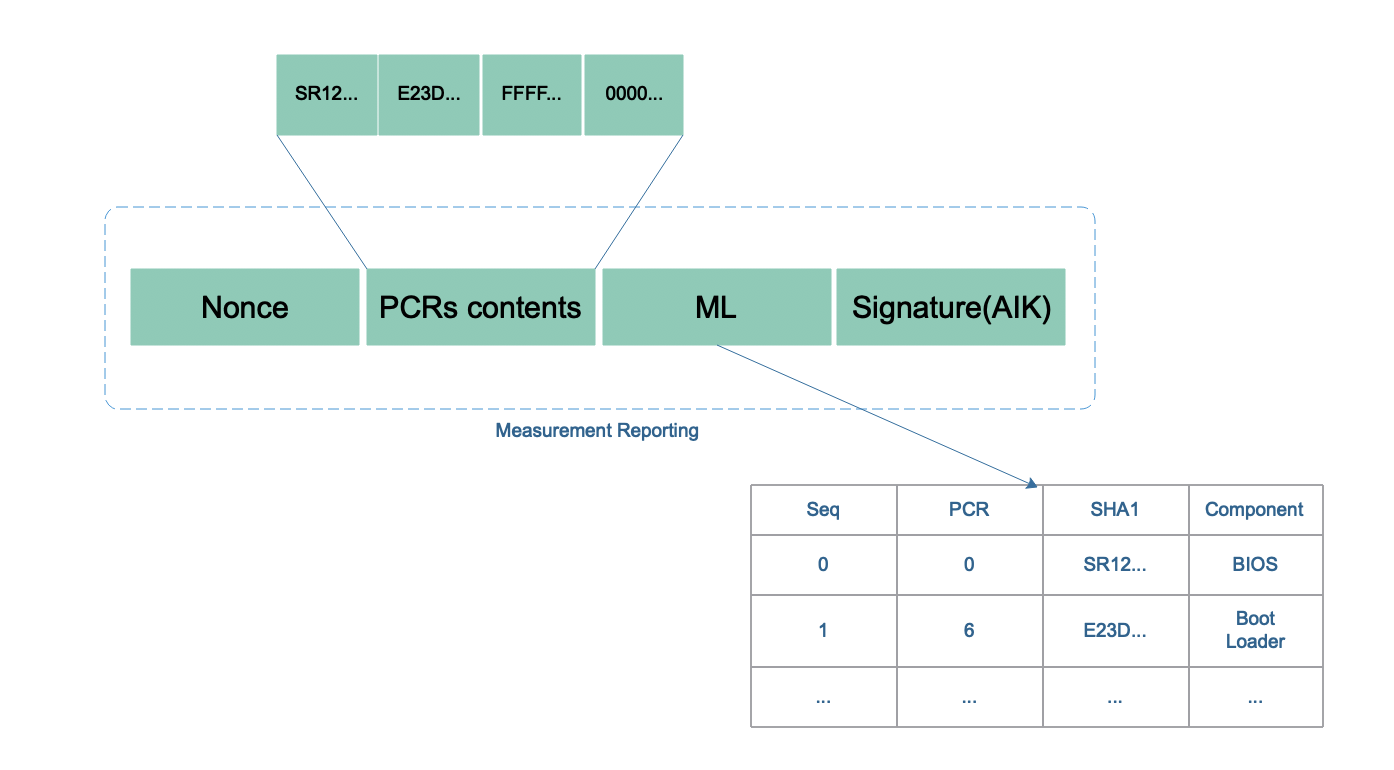 SR12... E23D... FFFF... 0000...
Nonce PCRs contents ML Signature(AIK)
Measurement Reporting
Seq PCR SHA1 Component
0 0 SR12... BIOS
1 6 E23D... Boot
Loader
... ... ... ...